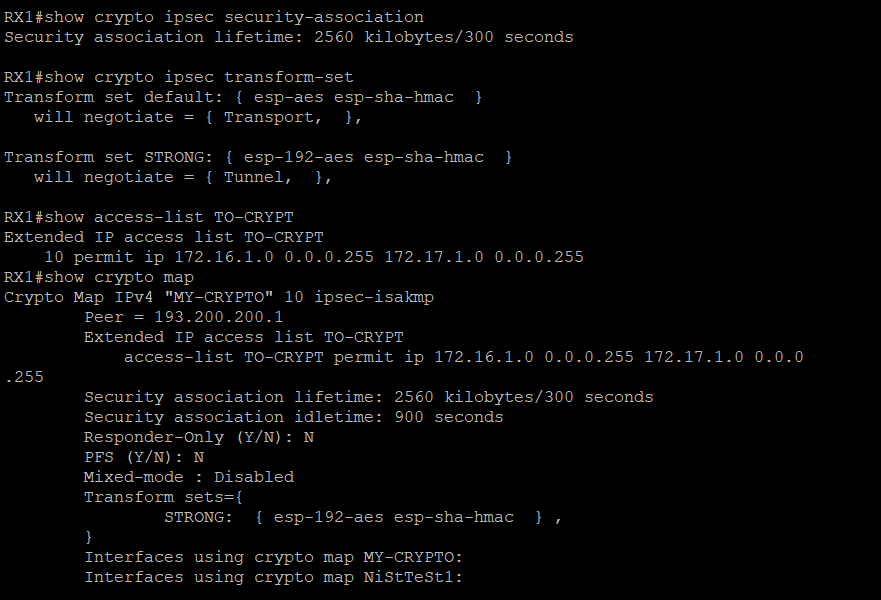 RX1#show crypto ipsec security-association
Security association lifetime: 2560 kilobytes/300 seconds
RX1#show crypto ipsec transform-set
Transform set default: { esp-aes esp-sha-hmac  }
   will negotiate = { Transport,  },
Transform set STRONG: { esp-192-aes esp-sha-hmac  }
   will negotiate = { Tunnel,  },
RX1#show access-list TO-CRYPT
Extended IP access list TO-CRYPT
    10 permit ip 172.16.1.0 0.0.0.255 172.17.1.0 0.0.0.255
RX1#show crypto map
Crypto Map IPv4 "MY-CRYPTO" 10 ipsec-isakmp
        Peer = 193.200.200.1
        Extended IP access list TO-CRYPT
            access-list TO-CRYPT permit ip 172.16.1.0 0.0.0.255 172.17.1.0 0.0.0
.255
        Security association lifetime: 2560 kilobytes/300 seconds
        Security association idletime: 900 seconds
        Responder-Only (Y/N): N
        PFS (Y/N): N
        Mixed-mode : Disabled
        Transform sets={
                STRONG:  { esp-192-aes esp-sha-hmac  } ,
        }
        Interfaces using crypto map MY-CRYPTO:
        Interfaces using crypto map NiStTeSt1: